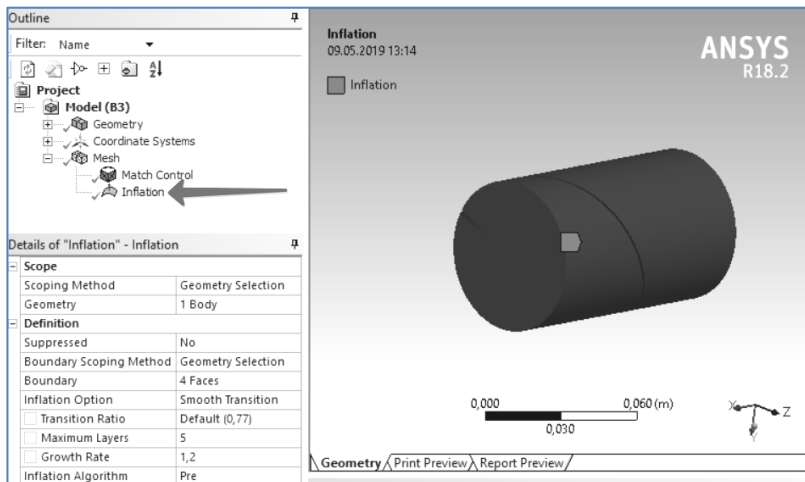 Outline
Filter: Name
Project
Model (B3)
Geometry
Coordinate Systems
Mesh
Match Control
Inflation
Details of "Inflation" - Inflation
Scope
Scoping Method Geometry Selection
Geometry 1 Body
Definition
Suppressed No
Boundary Scoping Method Geometry Selection
Boundary 4 Faces
Inflation Option Smooth Transition
Transition Ratio Default (0,77)
Maximum Layers 5
Growth Rate 1,2
Inflation Algorithm Pre
Inflation
09.05.2019 13:14
Inflation
ANSYS
R18.2
0,000 0,060 (m)
0,030
X Z
Y
Geometry Print Preview Report Preview